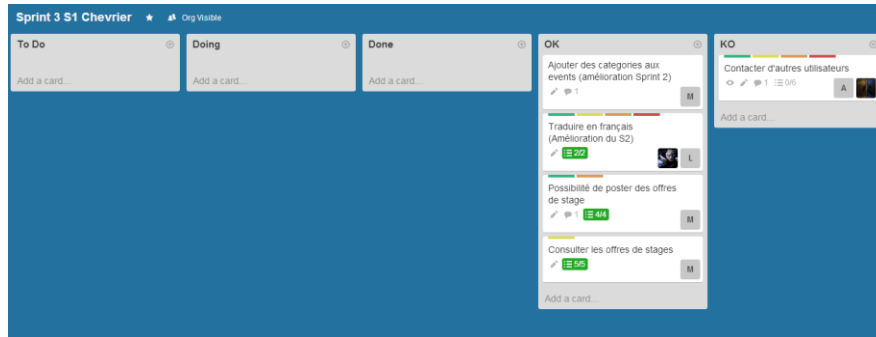 Sprint 3 S1 Chevrier ★ Org Visible
To Do
Add a card...
Doing
Add a card...
Done
Add a card...
OK
Ajouter des categories aux
events (amélioration Sprint 2)
1
M
Traduire en français
(Amélioration du S2)
2/2
L
Possibilité de poster des offres
de stage
1 4/4
M
Consulter les offres de stages
5/5
M
Add a card...
KO
Contacter d'autres utilisateurs
1 0/6
A
Add a card...